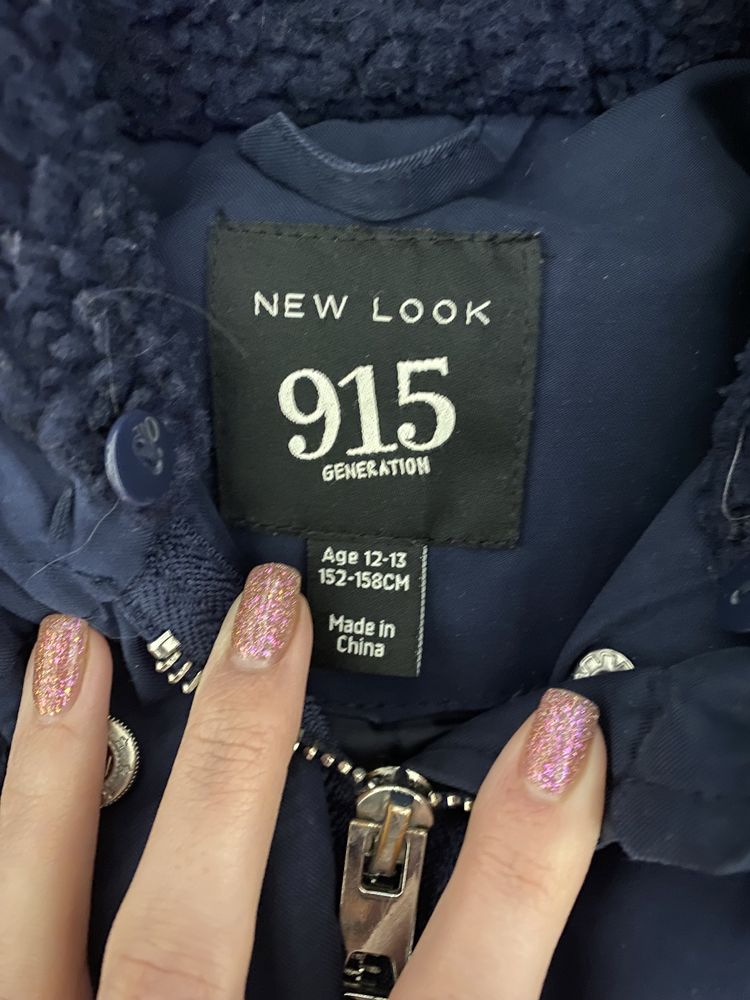 NEW LOOK
915
GENERATION
Age 12-13
152-158CM
Made in
China